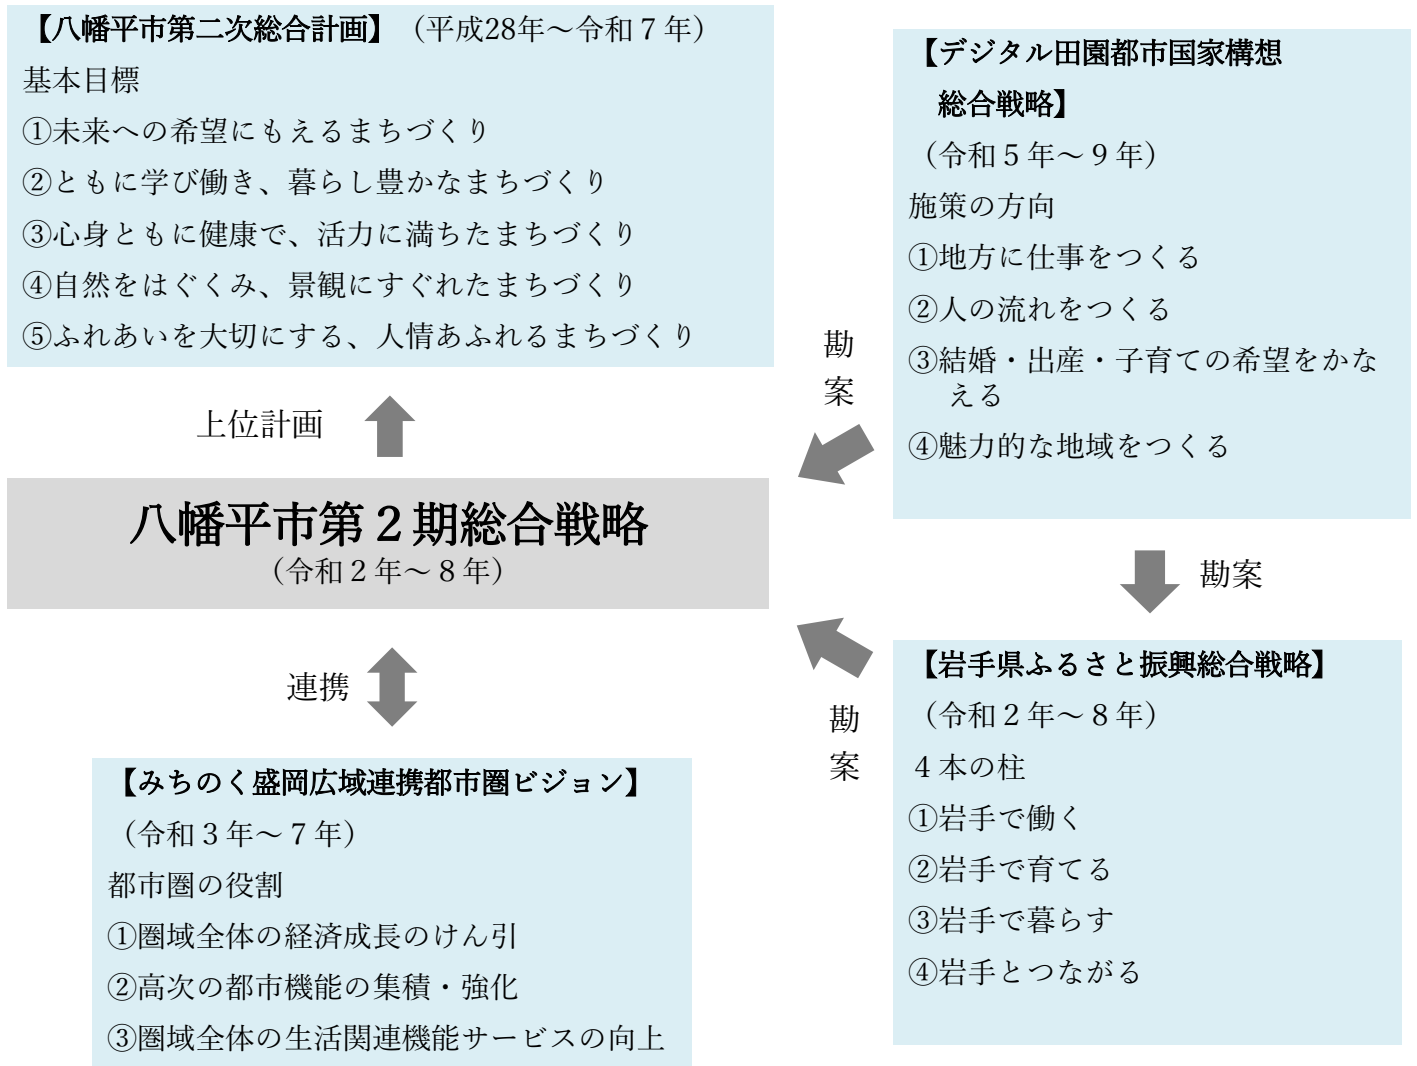 【八幡平市第二次総合計画】（平成28年～令和７年）
基本目標
①未来への希望にもえるまちづくり
②ともに学び働き、暮らし豊かなまちづくり
③心身ともに健康で、活力に満ちたまちづくり
④自然をはぐくみ、景観にすぐれたまちづくり
⑤ふれあいを大切にする、人情あふれるまちづくり
上位計画
八幡平市第２期総合戦略
（令和２年～８年）
連携
【みちのく盛岡広域連携都市圏ビジョン】
（令和３年～７年）
都市圏の役割
①圏域全体の経済成長のけん引
②高次の都市機能の集積・強化
③圏域全体の生活関連機能サービスの向上
【デジタル田園都市国家構想
総合戦略】
（令和５年～９年）
施策の方向
①地方に仕事をつくる
②人の流れをつくる
③結婚・出産・子育ての希望をかな
える
④魅力的な地域をつくる
勘案
勘案
【岩手県ふるさと振興総合戦略】
（令和２年～８年）
４本の柱
①岩手で働く
②岩手で育てる
③岩手で暮らす
④岩手とつながる
勘案